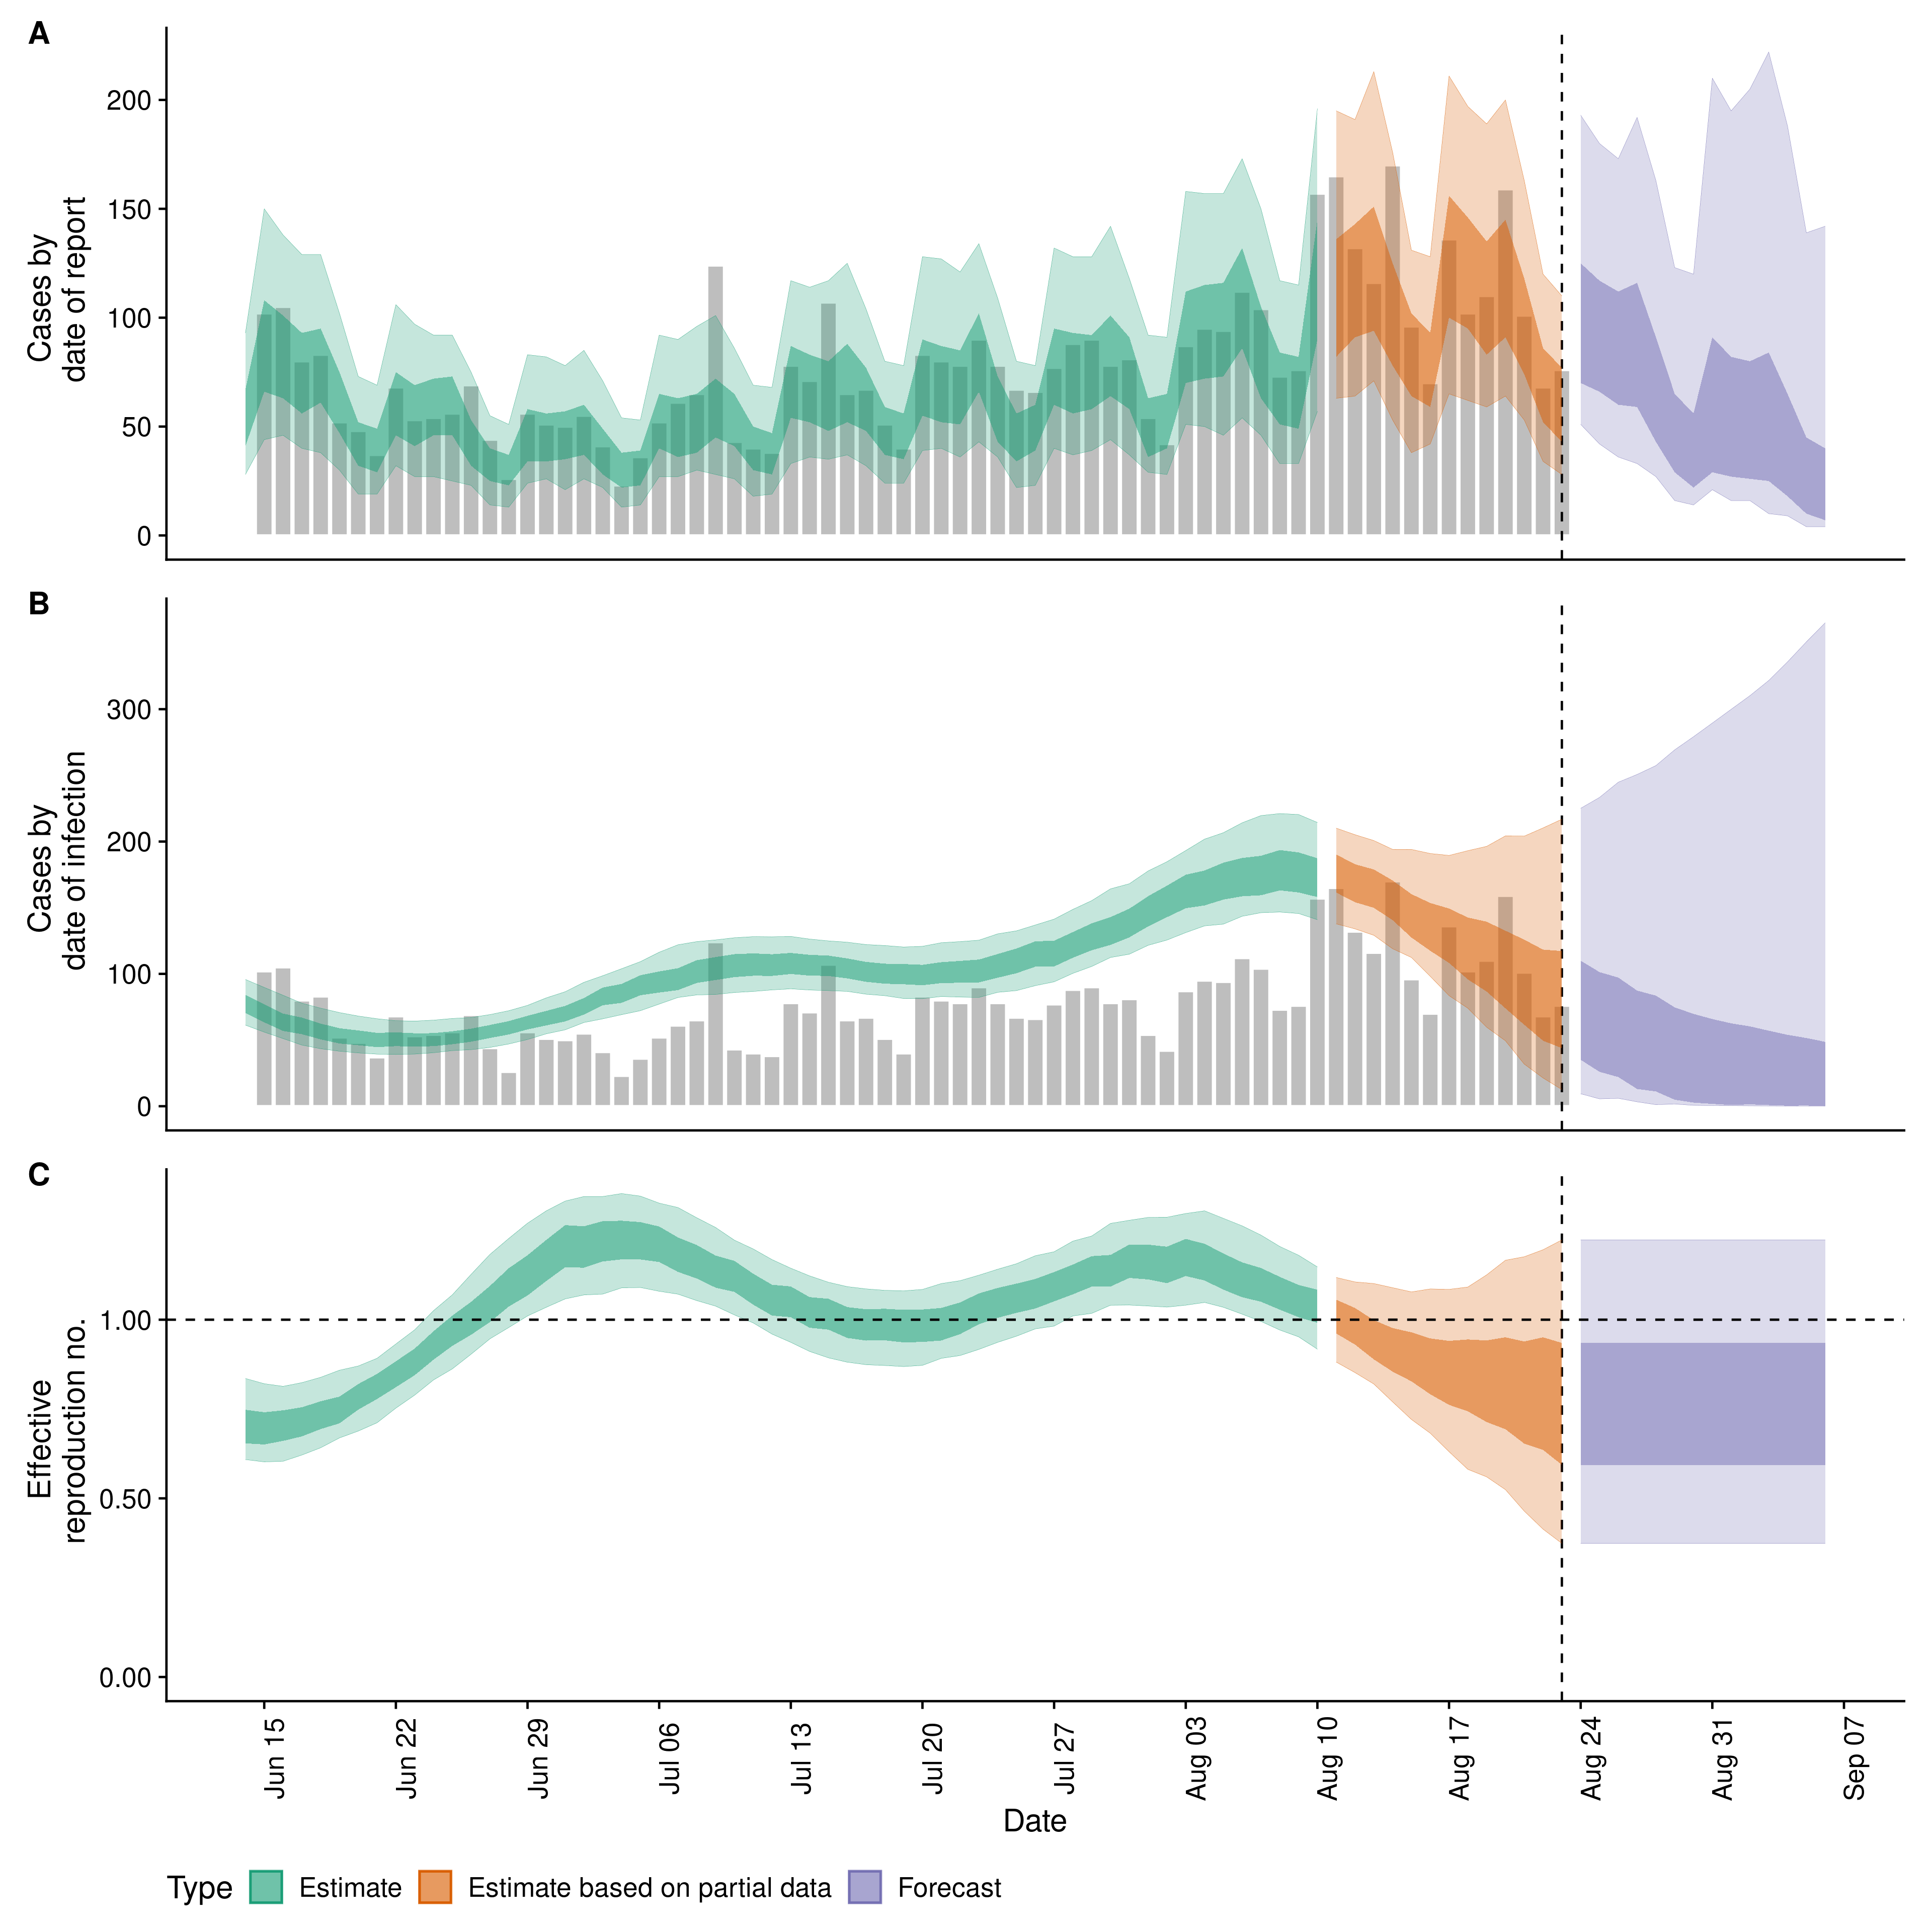 A
Cases by
date of report
200
150
100
50
0
B
Cases by
date of infection
300
200
100
0
C
Effective
reproduction no.
1.00
0.50
0.00
Jun 15
Jun 22
Jun 29
Jul 06
Jul 13
Jul 20
Jul 27
Aug 03
Aug 10
Aug 17
Aug 24
Aug 31
Sep 07
Date
Type
Estimate
Estimate based on partial data
Forecast